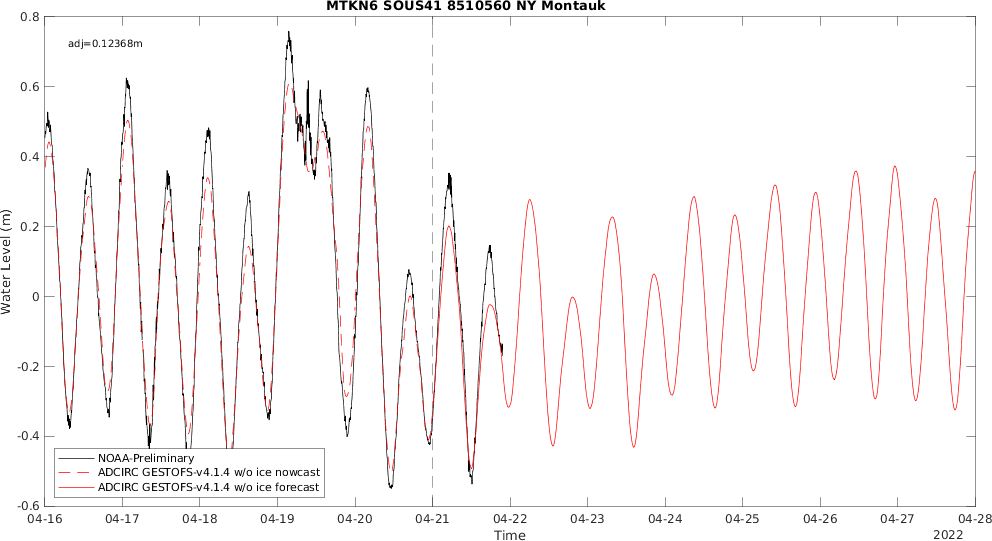 MTKN6 SOUS41 8510560 NY Montauk
adj=0.12368m
Water Level (m)
0.8
0.6
0.4
0.2
0
-0.2
-0.4
-0.6
NOAA-Preliminary
ADCIRC GESTOFS-v4.1.4 w/o ice nowcast
ADCIRC GESTOFS-v4.1.4 w/o ice forecast
04-16 04-17 04-18 04-19 04-20 04-21 04-22 04-23 04-24 04-25 04-26 04-27 04-28
Time
2022